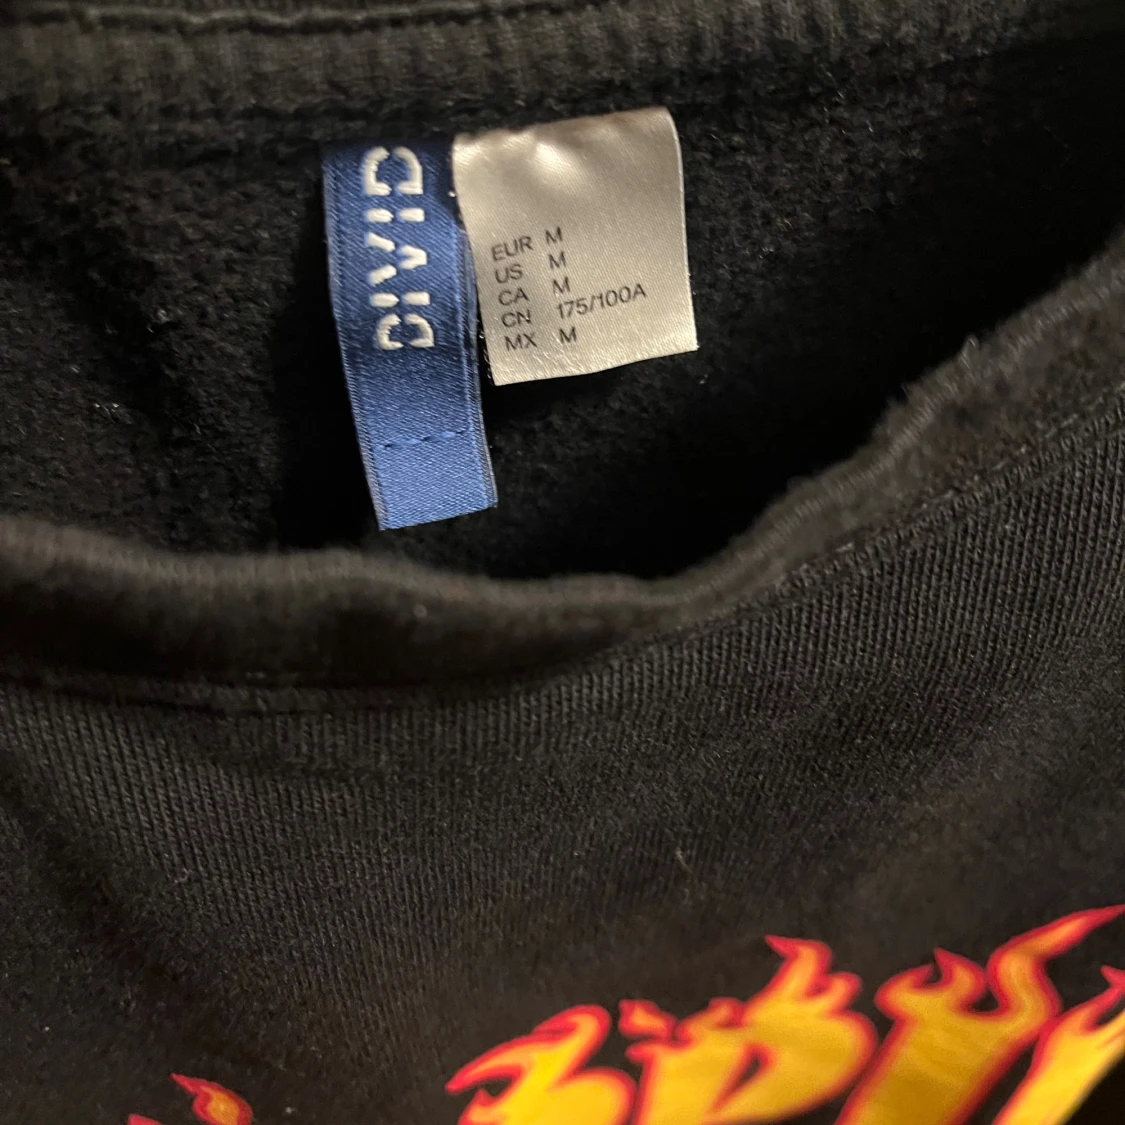 DIVID
EUR M
US M
CA M
CN 175/100A
MX M